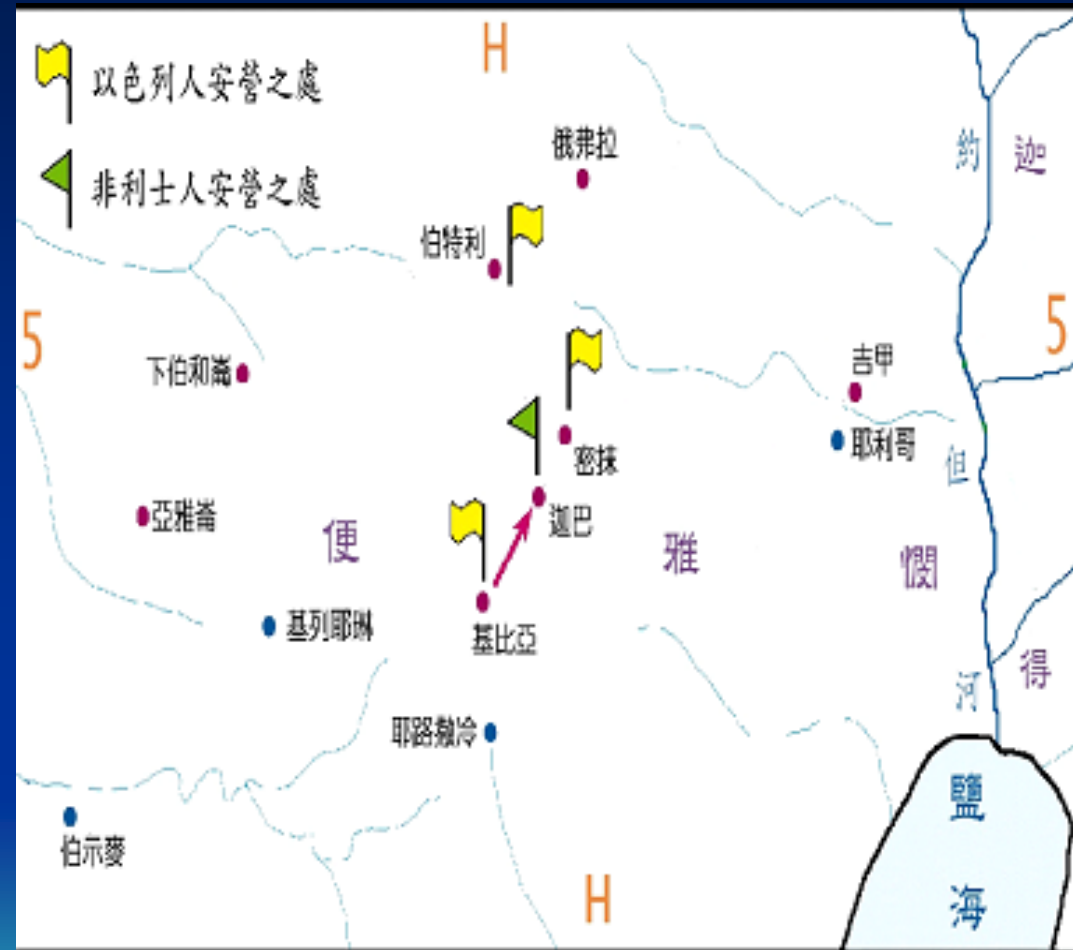 H
以色列人安營之處
約
迦
俄弗拉
非利士人安營之處
伯特利
5
5
吉甲
下伯和崙
耶利哥
密抹
但
亞雅崙
迦巴
便
雅
憫
基列耶琳
基比亞
得
河
耶路撒冷
鹽
伯示麥
H
海